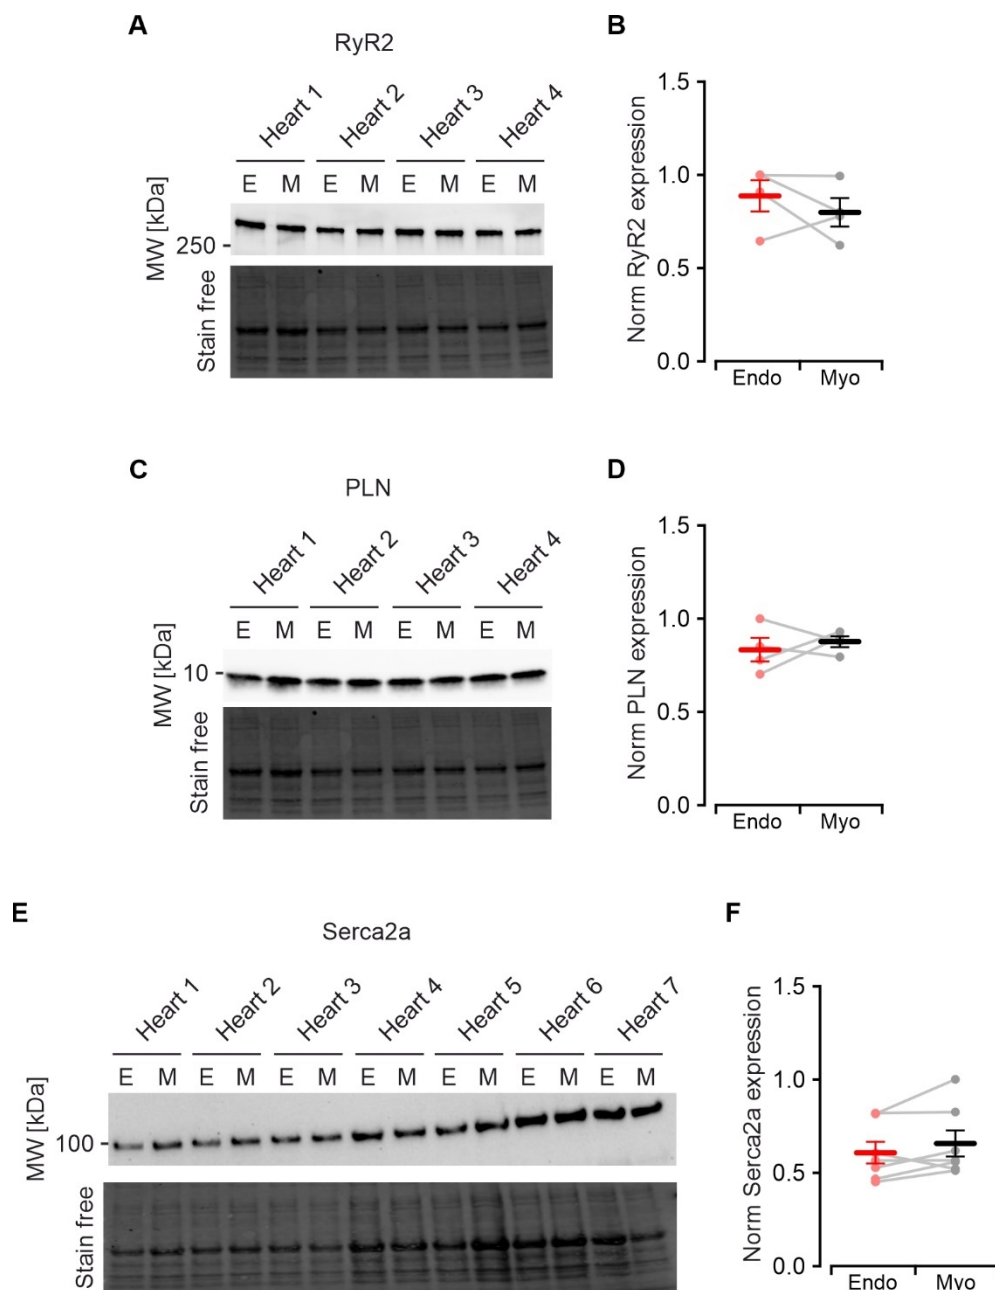 A
RyR2
Heart 1 Heart 2 Heart 3 Heart 4
E M E M E M E M
MW [kDa]
250
Stain free
B
Norm RyR2 expression
1.5
1.0
0.5
0.0
Endo Myo
C
PLN
Heart 1 Heart 2 Heart 3 Heart 4
E M E M E M E M
MW [kDa]
10
Stain free
D
Norm PLN expression
1.5
1.0
0.5
0.0
Endo Myo
E
Serca2a
Heart 1 Heart 2 Heart 3 Heart 4 Heart 5 Heart 6 Heart 7
E M E M E M E M E M E M E M
MW [kDa]
100
Stain free
F
Norm Serca2a expression
1.5
1.0
0.5
0.0
Endo Myo